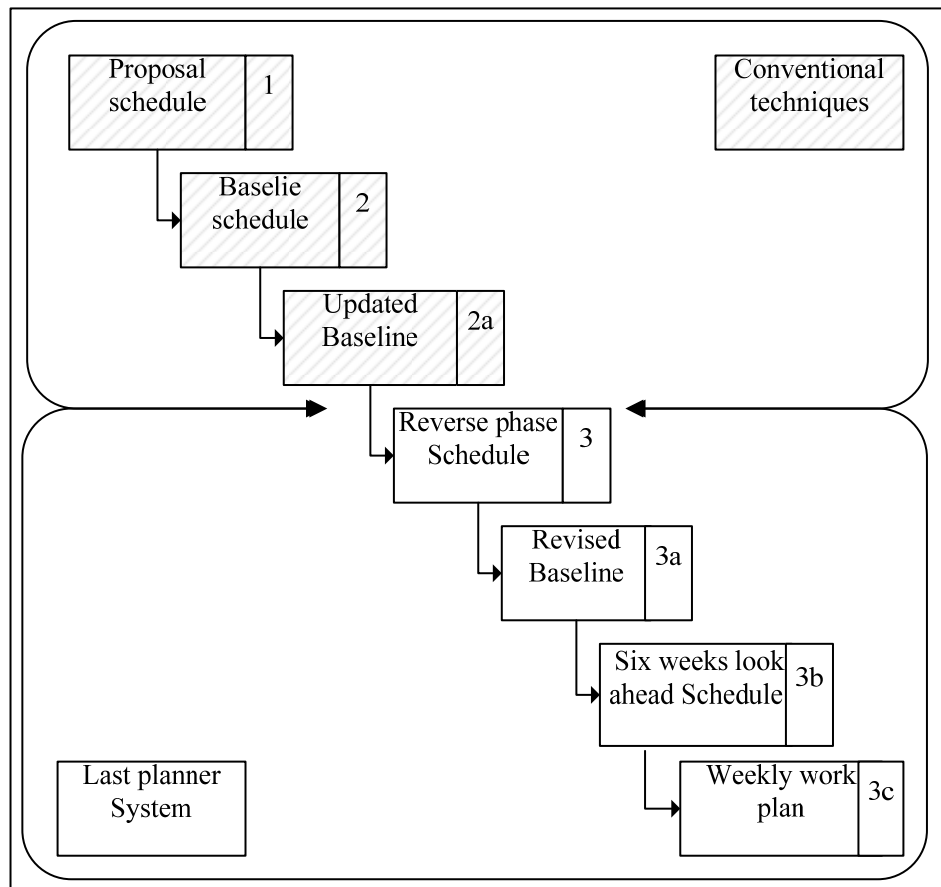 Proposal
schedule
1
Conventional
techniques
Baselie
schedule
2
Updated
Baseline
2a
Reverse phase
Schedule
3
Revised
Baseline
3a
Six weeks look
ahead Schedule
3b
Last planner
System
Weekly work
plan
3c